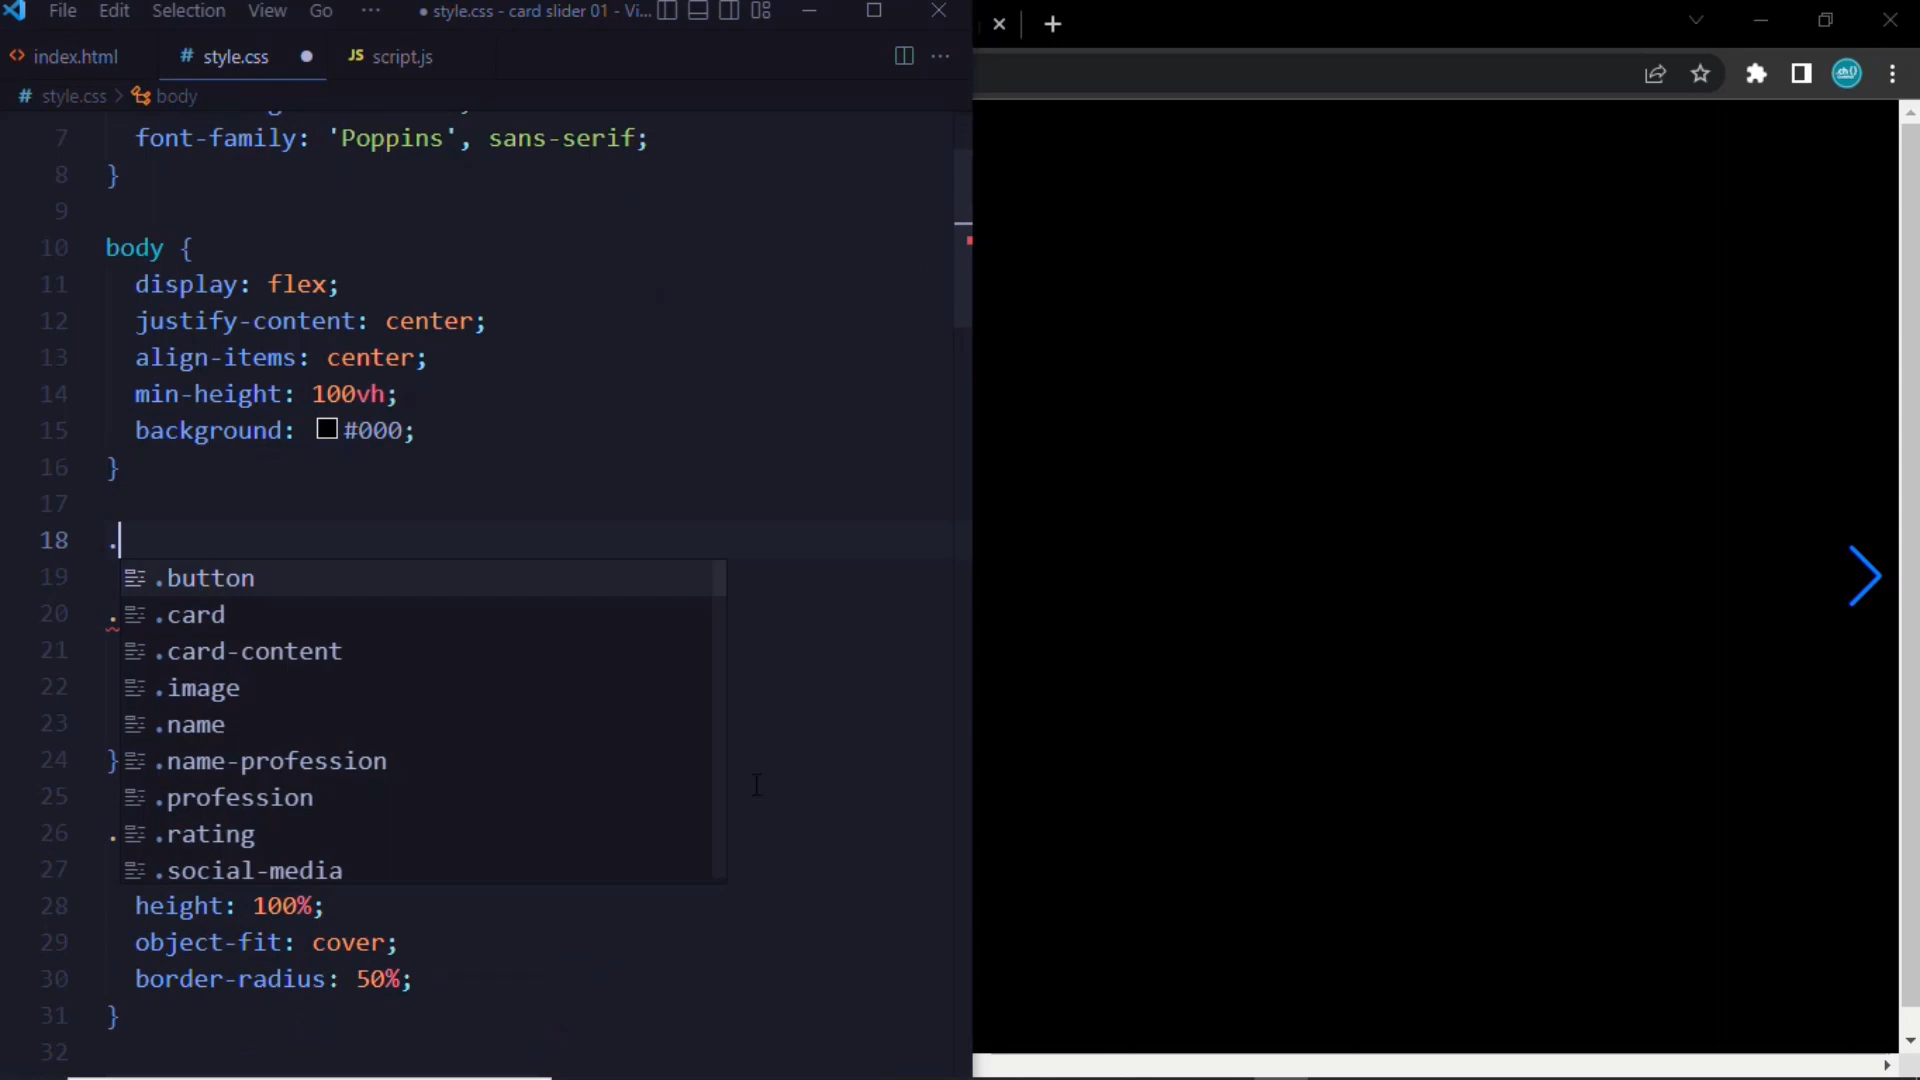 File Edit Selection View Go ··· ● style.css - card slider 01 - Vi...
<> index.html # style.css ● JS script.js
# style.css > body
7 font-family: 'Poppins', sans-serif;
8 }
9
10 body {
11 display: flex;
12 justify-content: center;
13 align-items: center;
14 min-height: 100vh;
15 background: #000;
16 }
17
18 .
19 .button
20 . .card
21 .card-content
22 .image
23 .name
24 } .name-profession
25 .profession
26 . .rating
27 .social-media
28 height: 100%;
29 object-fit: cover;
30 border-radius: 50%;
31 }
32